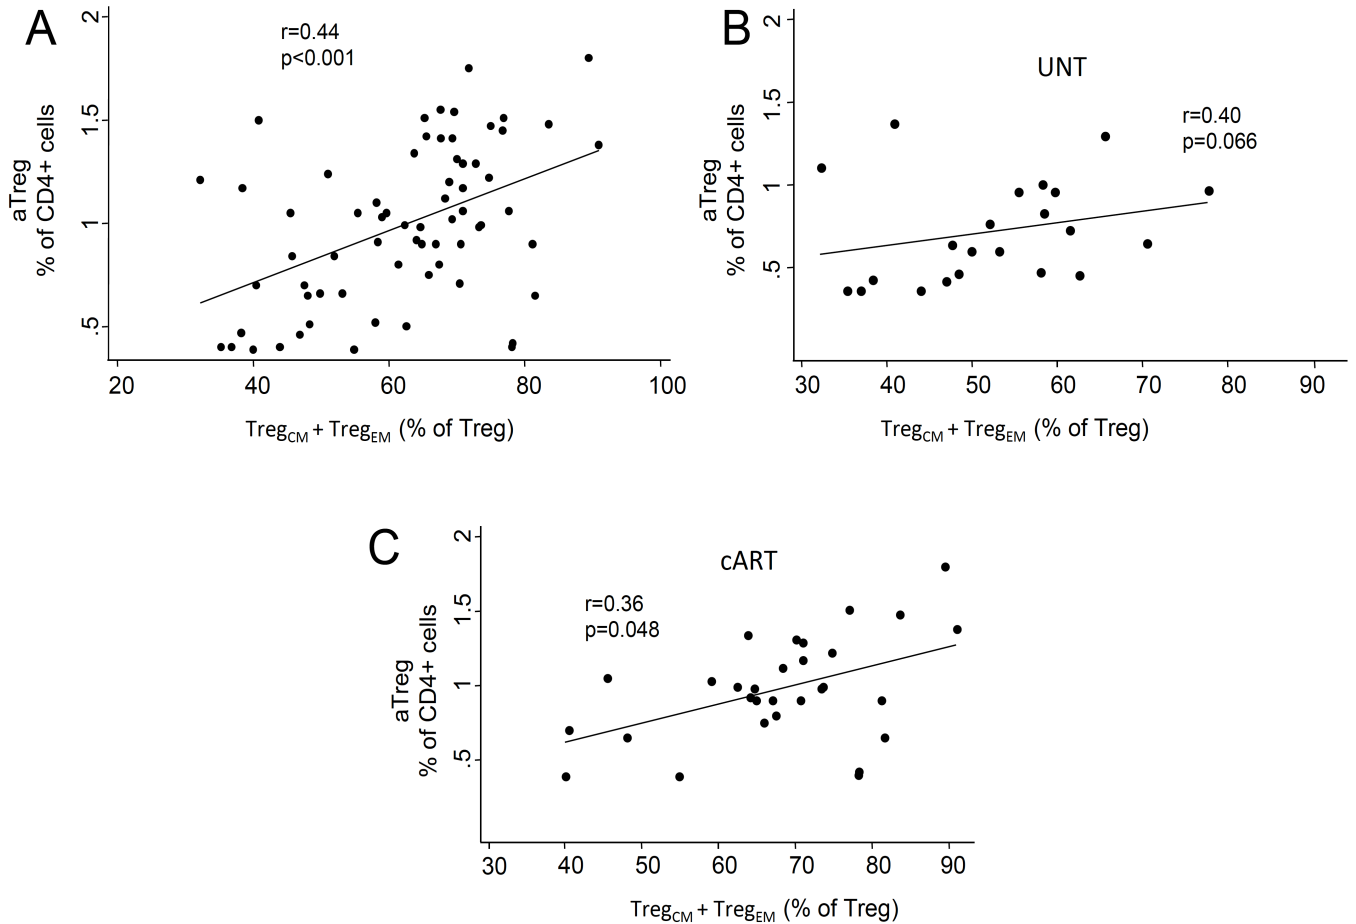 A
r=0.44
p<0.001
aTreg
% of CD4+ cells
2
1.5
1
.5
20 40 60 80 100
TregCM + TregEM (% of Treg)
B
UNT
r=0.40
p=0.066
aTreg
% of CD4+ cells
2
1.5
1
.5
30 40 50 60 70 80 90
TregCM + TregEM (% of Treg)
C
cART
r=0.36
p=0.048
aTreg
% of CD4+ cells
2
1.5
1
.5
30 40 50 60 70 80 90
TregCM + TregEM (% of Treg)